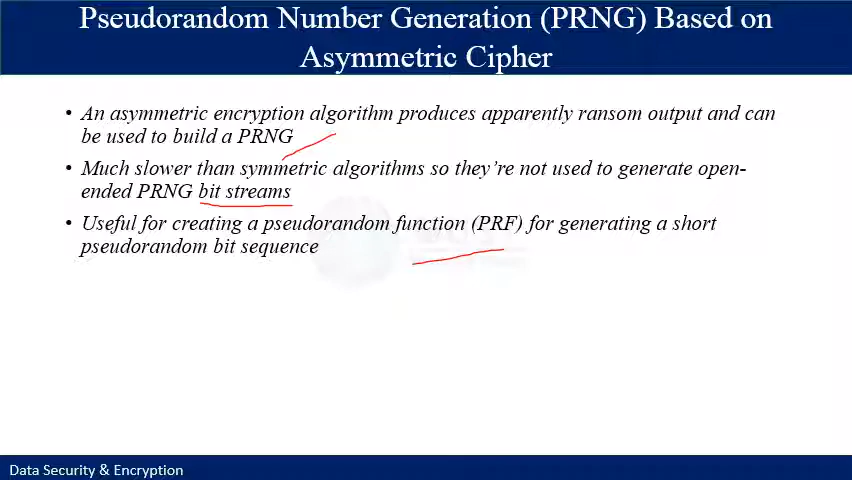 Pseudorandom Number Generation (PRNG) Based on
Asymmetric Cipher
• An asymmetric encryption algorithm produces apparently ransom output and can
be used to build a PRNG
• Much slower than symmetric algorithms so they're not used to generate open-
ended PRNG bit streams
• Useful for creating a pseudorandom function (PRF) for generating a short
pseudorandom bit sequence
Data Security & Encryption